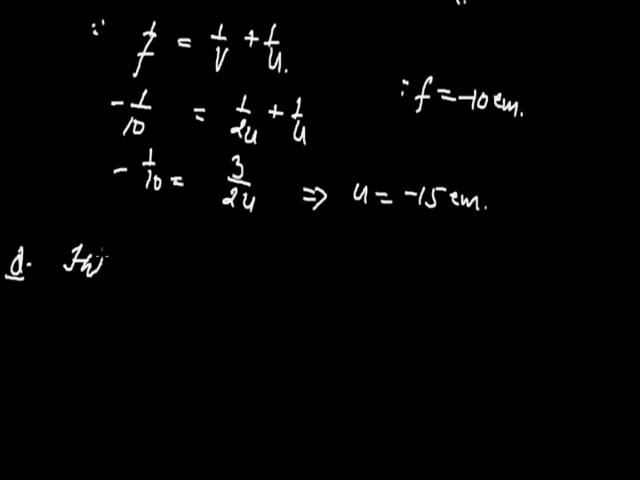 ∵ 1/f = 1/v + 1/u.
-1/10 = 1/2u + 1/u ∵ f = -10 cm.
-1/10 = 3/2u ⇒ u = -15 cm.
d.